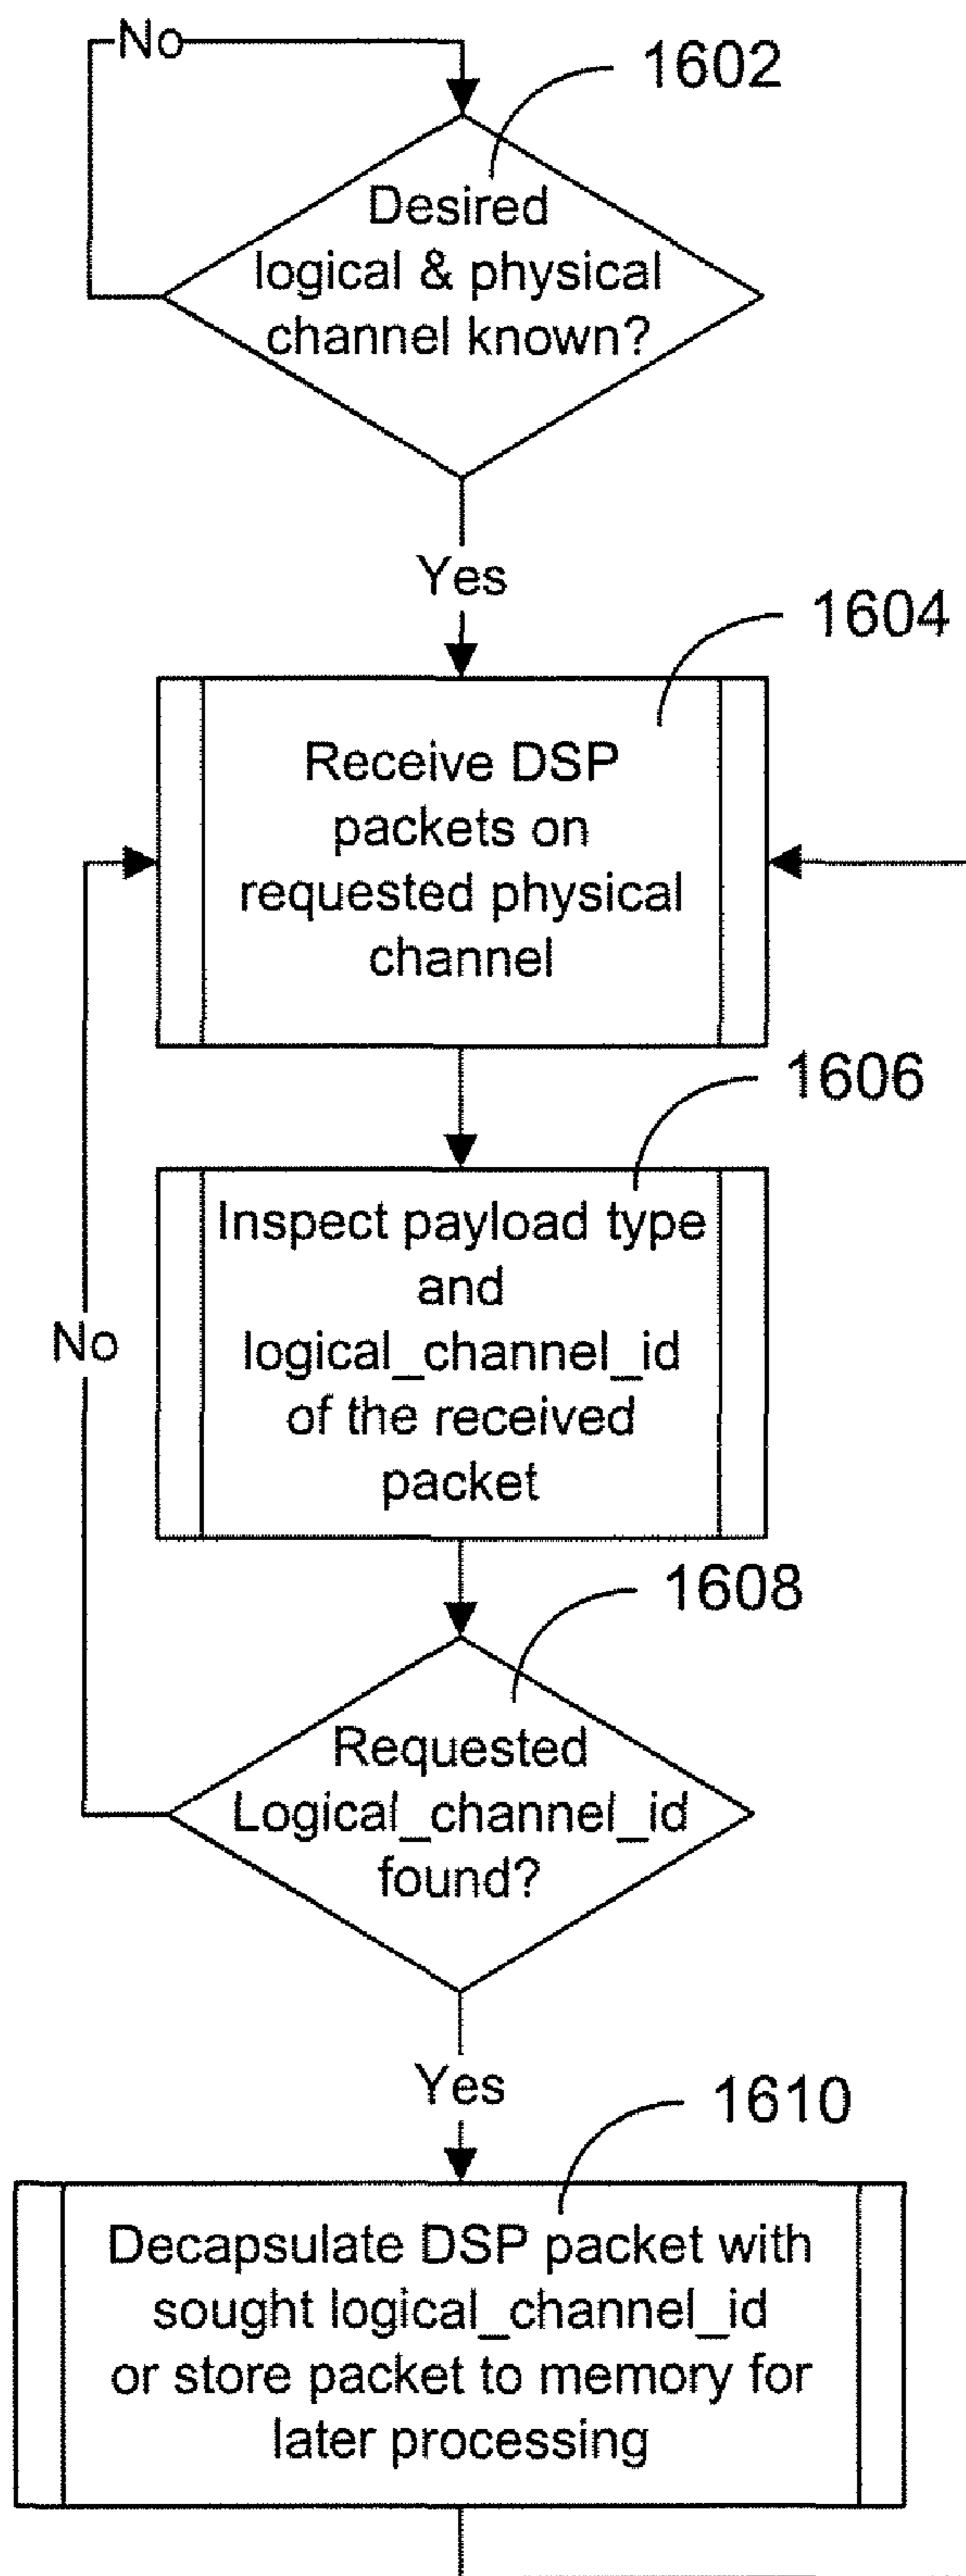 No
1602
Desired
logical & physical
channel known?
Yes
1604
Receive DSP
packets on
requested physical
channel
1606
Inspect payload type
and
logical_channel_id
of the received
packet
No
1608
Requested
Logical_channel_id
found?
Yes
1610
Decapsulate DSP packet with
sought logical_channel_id
or store packet to memory for
later processing